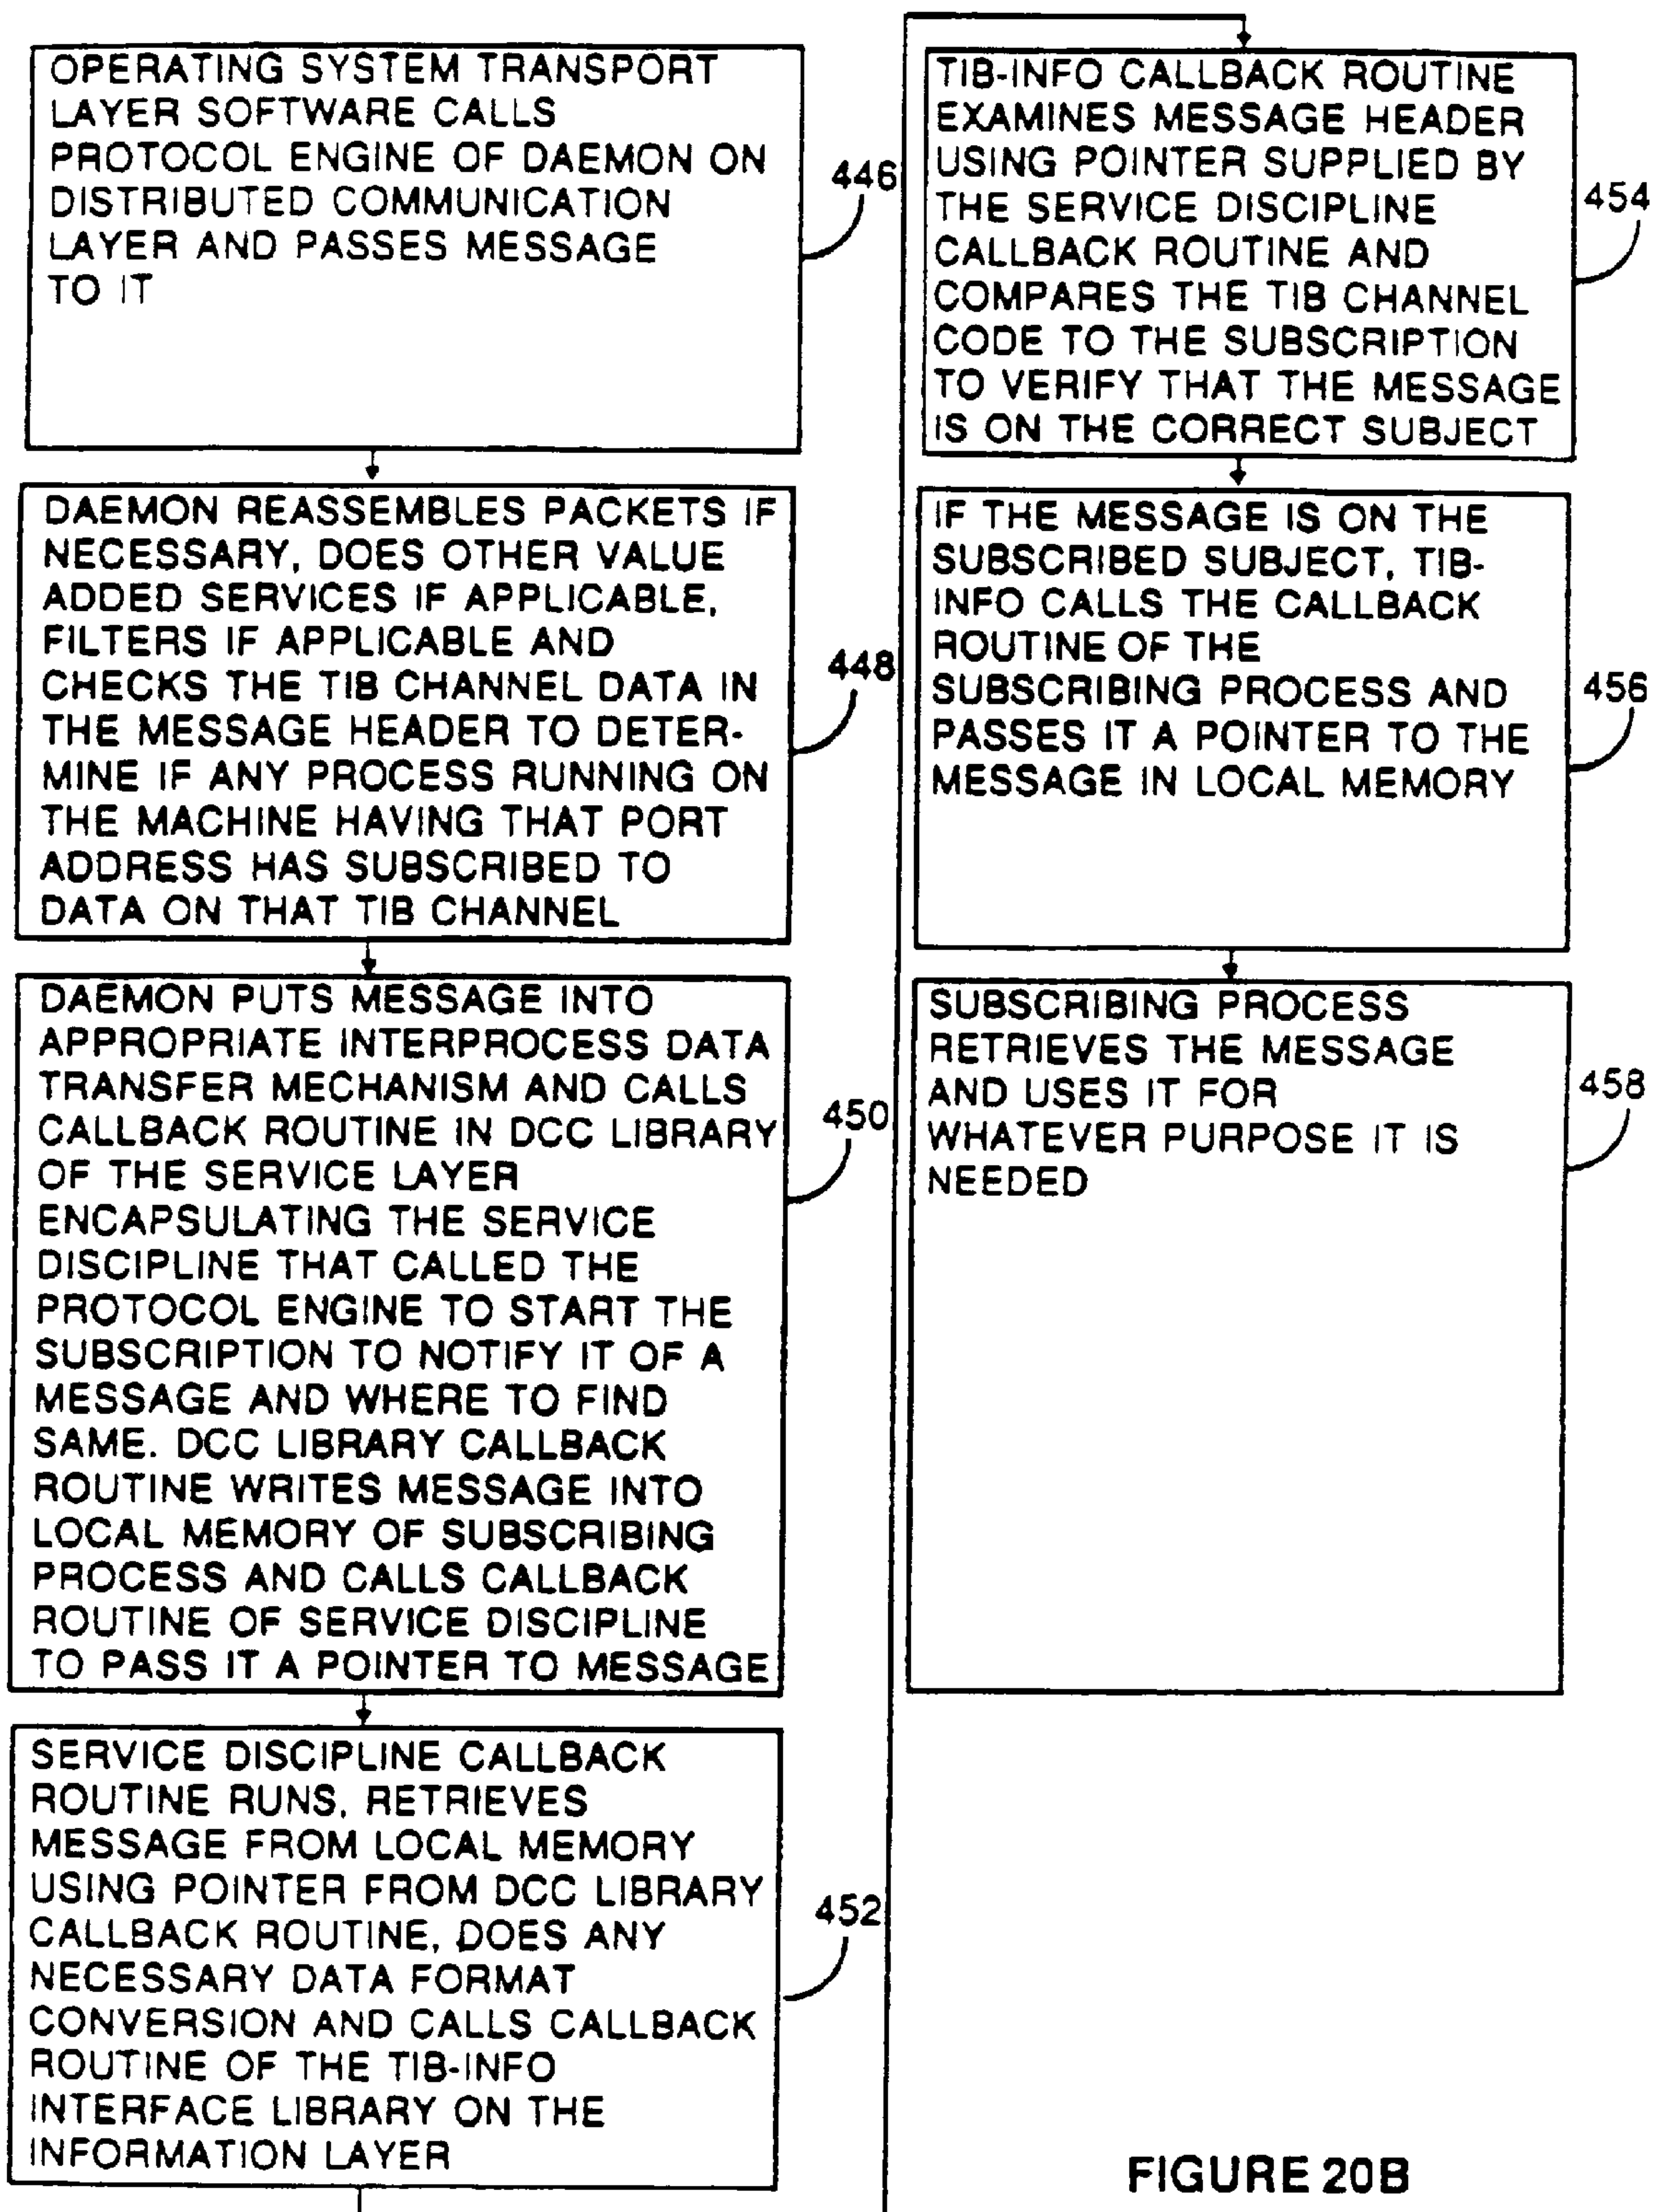 OPERATING SYSTEM TRANSPORT
LAYER SOFTWARE CALLS
PROTOCOL ENGINE OF DAEMON ON
DISTRIBUTED COMMUNICATION
LAYER AND PASSES MESSAGE
TO IT
446
DAEMON REASSEMBLES PACKETS IF
NECESSARY, DOES OTHER VALUE
ADDED SERVICES IF APPLICABLE,
FILTERS IF APPLICABLE AND
CHECKS THE TIB CHANNEL DATA IN
THE MESSAGE HEADER TO DETER-
MINE IF ANY PROCESS RUNNING ON
THE MACHINE HAVING THAT PORT
ADDRESS HAS SUBSCRIBED TO
DATA ON THAT TIB CHANNEL
448
DAEMON PUTS MESSAGE INTO
APPROPRIATE INTERPROCESS DATA
TRANSFER MECHANISM AND CALLS
CALLBACK ROUTINE IN DCC LIBRARY
OF THE SERVICE LAYER
ENCAPSULATING THE SERVICE
DISCIPLINE THAT CALLED THE
PROTOCOL ENGINE TO START THE
SUBSCRIPTION TO NOTIFY IT OF A
MESSAGE AND WHERE TO FIND
SAME. DCC LIBRARY CALLBACK
ROUTINE WRITES MESSAGE INTO
LOCAL MEMORY OF SUBSCRIBING
PROCESS AND CALLS CALLBACK
ROUTINE OF SERVICE DISCIPLINE
TO PASS IT A POINTER TO MESSAGE
450
SERVICE DISCIPLINE CALLBACK
ROUTINE RUNS, RETRIEVES
MESSAGE FROM LOCAL MEMORY
USING POINTER FROM DCC LIBRARY
CALLBACK ROUTINE, DOES ANY
NECESSARY DATA FORMAT
CONVERSION AND CALLS CALLBACK
ROUTINE OF THE TIB-INFO
INTERFACE LIBRARY ON THE
INFORMATION LAYER
452
TIB-INFO CALLBACK ROUTINE
EXAMINES MESSAGE HEADER
USING POINTER SUPPLIED BY
THE SERVICE DISCIPLINE
CALLBACK ROUTINE AND
COMPARES THE TIB CHANNEL
CODE TO THE SUBSCRIPTION
TO VERIFY THAT THE MESSAGE
IS ON THE CORRECT SUBJECT
454
IF THE MESSAGE IS ON THE
SUBSCRIBED SUBJECT, TIB-
INFO CALLS THE CALLBACK
ROUTINE OF THE
SUBSCRIBING PROCESS AND
PASSES IT A POINTER TO THE
MESSAGE IN LOCAL MEMORY
456
SUBSCRIBING PROCESS
RETRIEVES THE MESSAGE
AND USES IT FOR
WHATEVER PURPOSE IT IS
NEEDED
458
FIGURE 20B